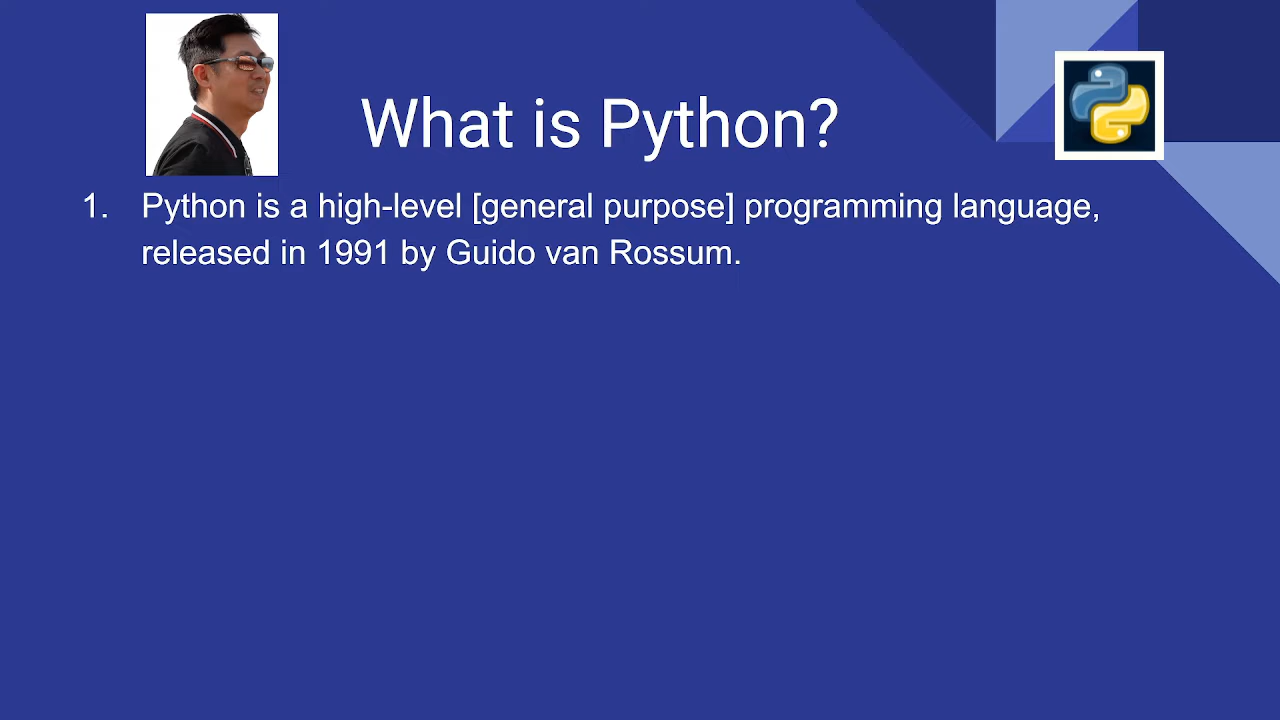 What is Python?
1. Python is a high-level [general purpose] programming language,
released in 1991 by Guido van Rossum.